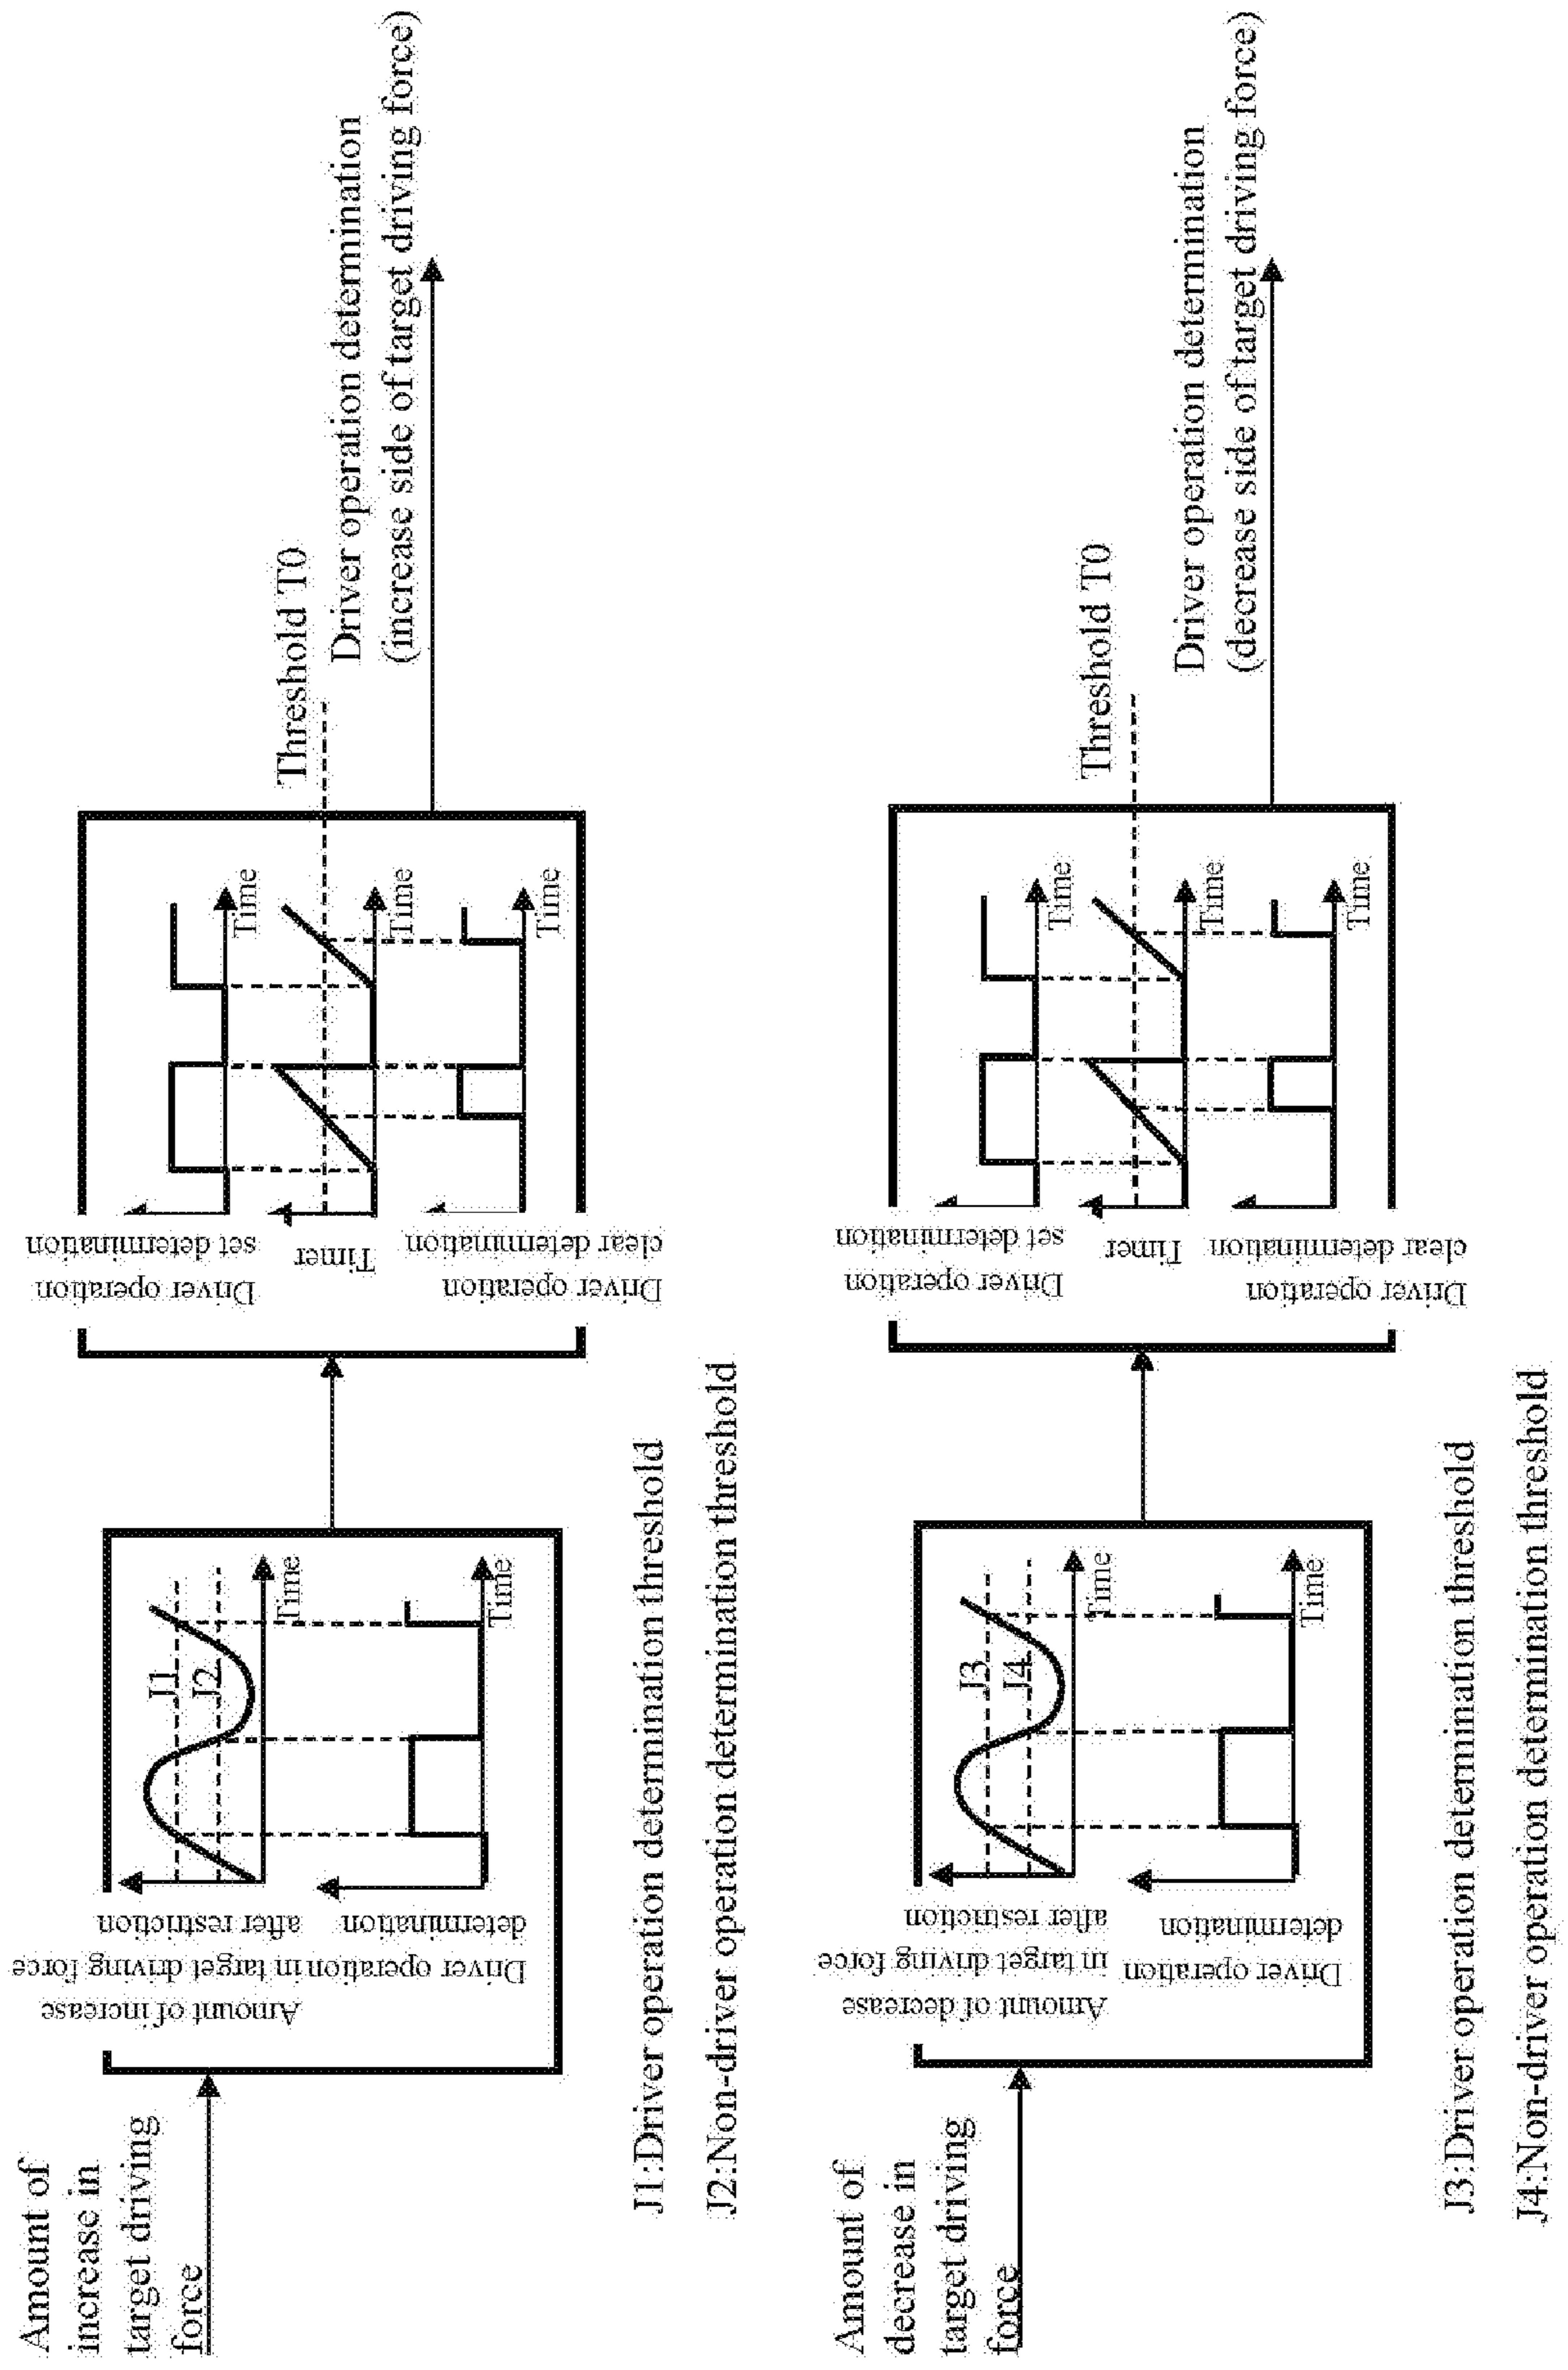 Amount of
increase in
target driving
force
Amount of increase
in target driving force
after restriction
J1
J2
Time
Driver operation
determination
Time
J1:Driver operation determination threshold
J2:Non-driver operation determination threshold
Driver operation
set determination
Time
Timer
Time
Driver operation
clear determination
Time
Threshold T0
Driver operation determination
(increase side of target driving force)
Amount of
decrease in
target driving
force
Amount of decrease
in target driving force
after restriction
J3
J4
Time
Driver operation
determination
Time
J3:Driver operation determination threshold
J4:Non-driver operation determination threshold
Driver operation
set determination
Time
Timer
Time
Driver operation
clear determination
Time
Threshold T0
Driver operation determination
(decrease side of target driving force)